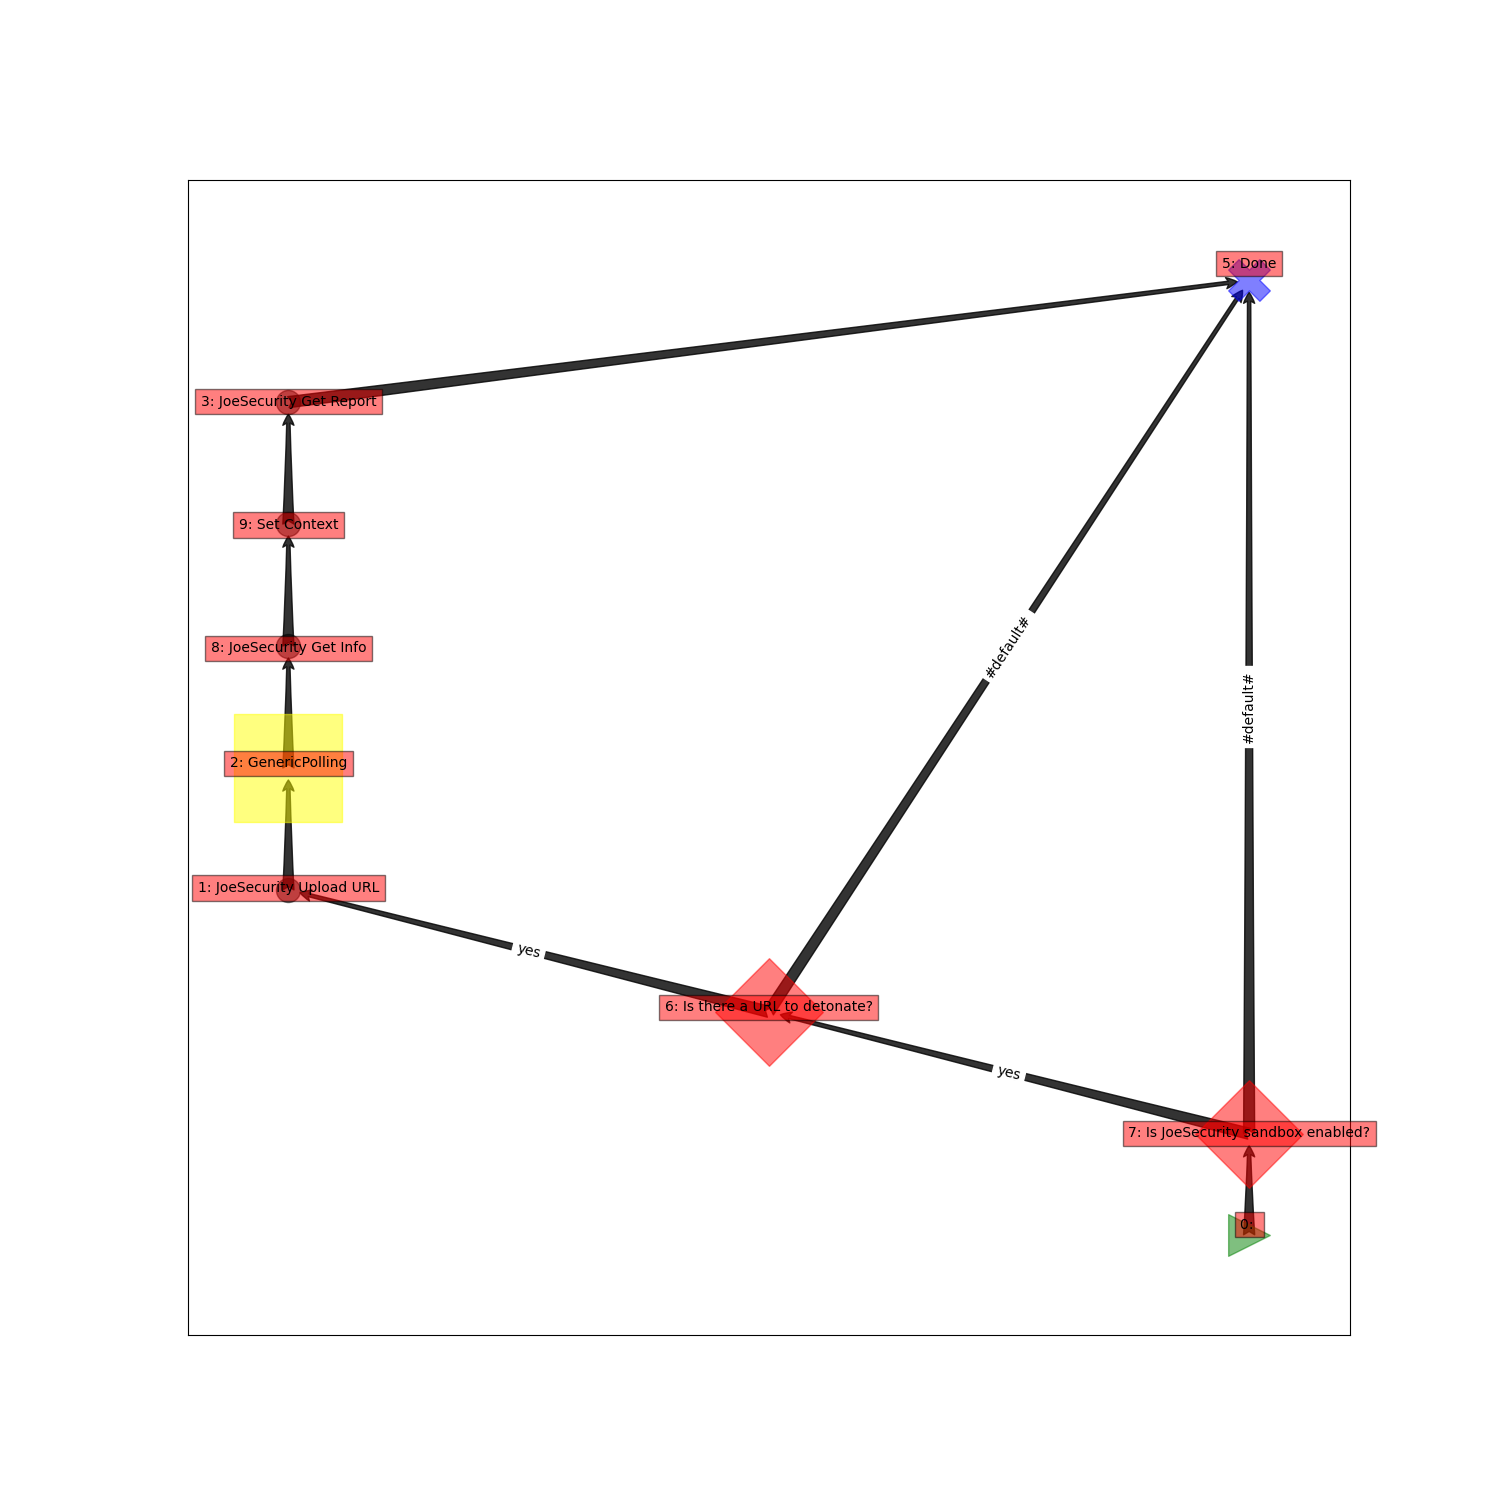 5: Done
3: JoeSecurity Get Report
9: Set Context
#default#
8: JoeSecurity Get Info
#default#
2: GenericPolling
1: JoeSecurity Upload URL
yes
6: Is there a URL to detonate?
yes
7: Is JoeSecurity sandbox enabled?
0: